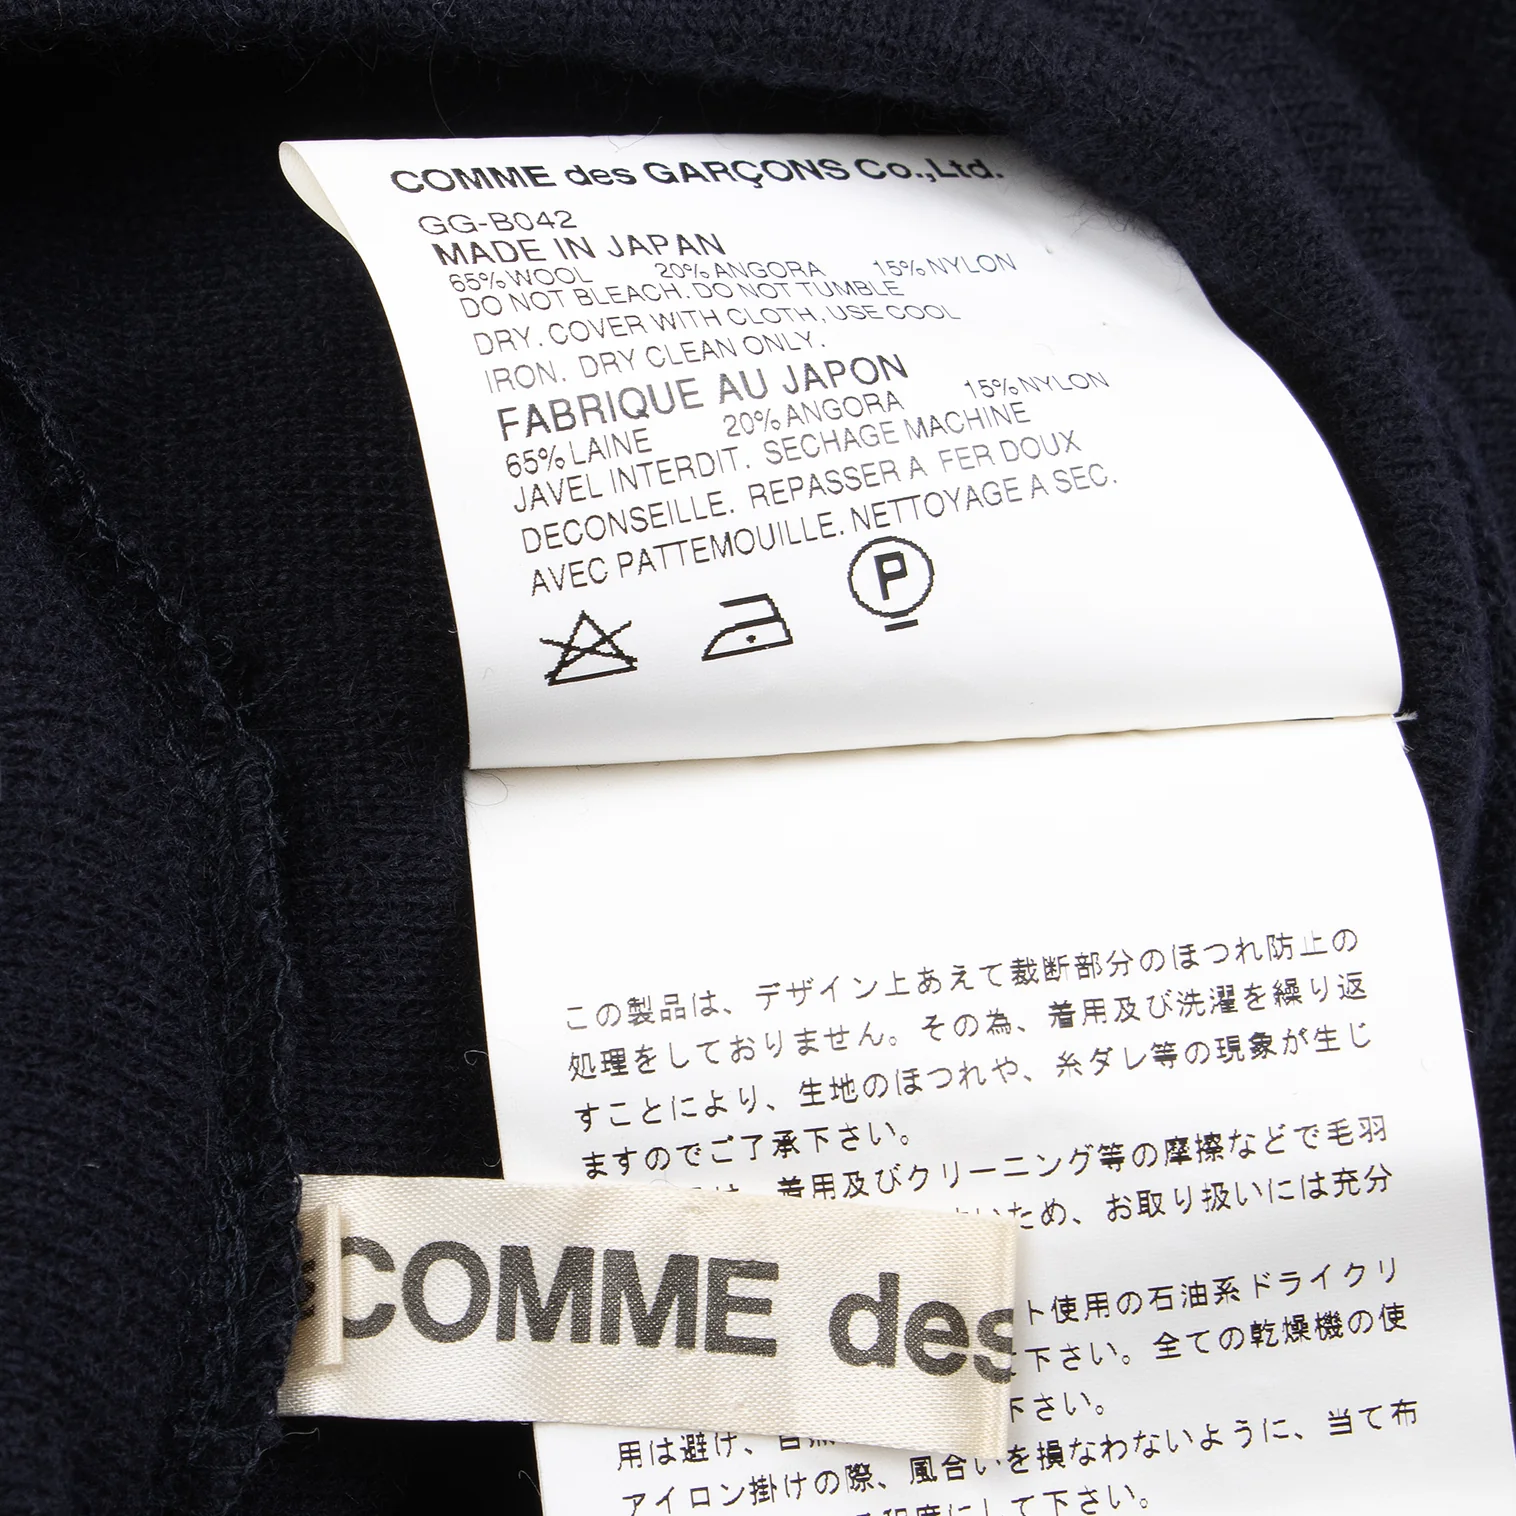 COMME des GARÇONS Co.,Ltd.
GG-B042
MADE IN JAPAN
65% WOOL 20% ANGORA 15% NYLON
DO NOT BLEACH. DO NOT TUMBLE
DRY. COVER WITH CLOTH, USE COOL
IRON. DRY CLEAN ONLY.
FABRIQUE AU JAPON
65% LAINE 20% ANGORA 15% NYLON
JAVEL INTERDIT. SECHAGE MACHINE
DECONSEILLE. REPASSER A FER DOUX
AVEC PATTEMOUILLE. NETTOYAGE A SEC.
P
この製品は、デザイン上あえて裁断部分のほつれ防止の
処理をしておりません。その為、着用及び洗濯を繰り返
すことにより、生地のほつれや、糸ダレ等の現象が生じ
ますのでご了承下さい。
着用及びクリーニング等の摩擦などで毛羽
ため、お取り扱いには充分
COMME des
ト使用の石油系ドライクリ
下さい。全ての乾燥機の使
下さい。
用は避け、
アイロン掛けの際、風合いを損なわないように、当て布
程度にして下さい。